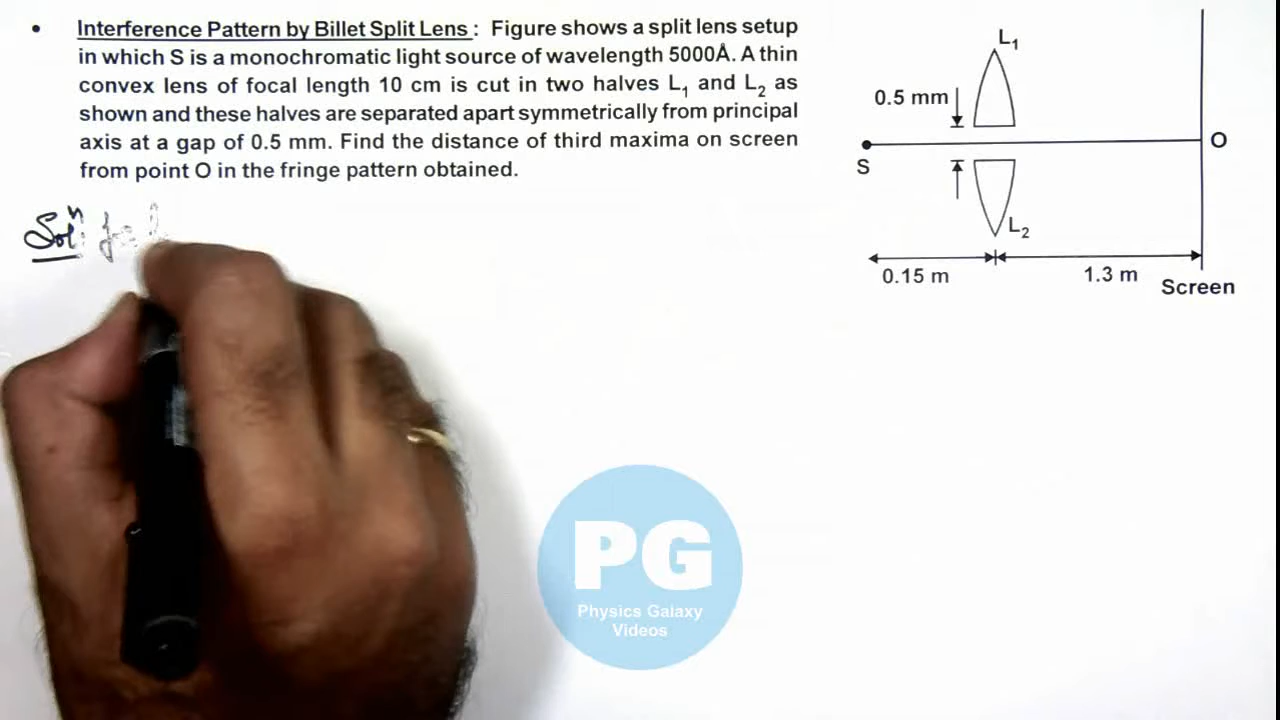 • Interference Pattern by Billet Split Lens : Figure shows a split lens setup
in which S is a monochromatic light source of wavelength 5000Å. A thin
convex lens of focal length 10 cm is cut in two halves L₁ and L₂ as
shown and these halves are separated apart symmetrically from principal
axis at a gap of 0.5 mm. Find the distance of third maxima on screen
from point O in the fringe pattern obtained.
L₁
0.5 mm
O
S
L₂
0.15 m
1.3 m
Screen
Solⁿ:
PG
Physics Galaxy
Videos